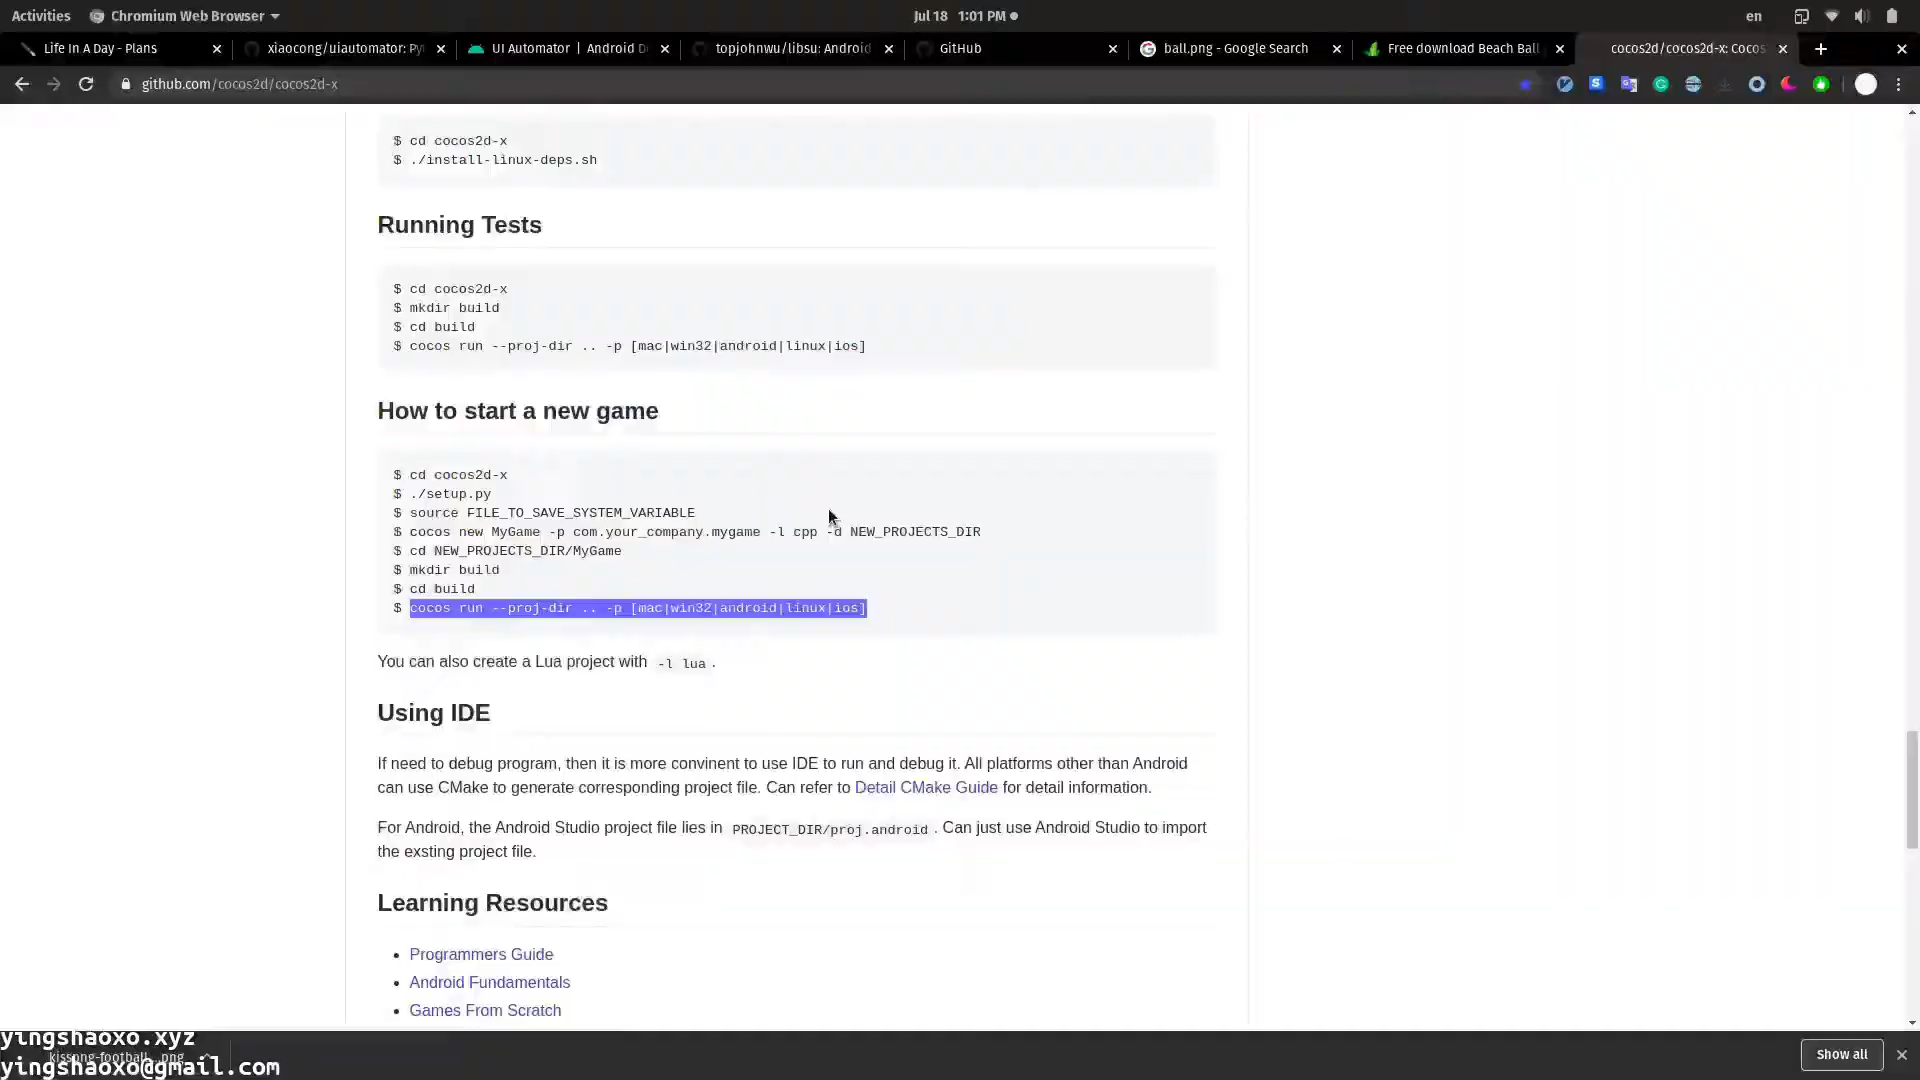 Activities
Chromium Web Browser
Jul 18 1:01 PM
en
Life In A Day - Plans
xiaocong/uiautomator: Py
UI Automator | Android D
topjohnwu/libsu: Android
GitHub
ball.png - Google Search
Free download Beach Ball
cocos2d/cocos2d-x: Cocos
github.com/cocos2d/cocos2d-x
$ cd cocos2d-x
$ ./install-linux-deps.sh
Running Tests
$ cd cocos2d-x
$ mkdir build
$ cd build
$ cocos run --proj-dir .. -p [mac|win32|android|linux|ios]
How to start a new game
$ cd cocos2d-x
$ ./setup.py
$ source FILE_TO_SAVE_SYSTEM_VARIABLE
$ cocos new MyGame -p com.your_company.mygame -l cpp -d NEW_PROJECTS_DIR
$ cd NEW_PROJECTS_DIR/MyGame
$ mkdir build
$ cd build
$ cocos run --proj-dir .. -p [mac|win32|android|linux|ios]
You can also create a Lua project with -l lua .
Using IDE
If need to debug program, then it is more convinent to use IDE to run and debug it. All platforms other than Android
can use CMake to generate corresponding project file. Can refer to Detail CMake Guide for detail information.
For Android, the Android Studio project file lies in PROJECT_DIR/proj.android . Can just use Android Studio to import
the exsting project file.
Learning Resources
• Programmers Guide
• Android Fundamentals
• Games From Scratch
yingshaoxo.xyz
kisspng-football....png
yingshaoxo@gmail.com
Show all